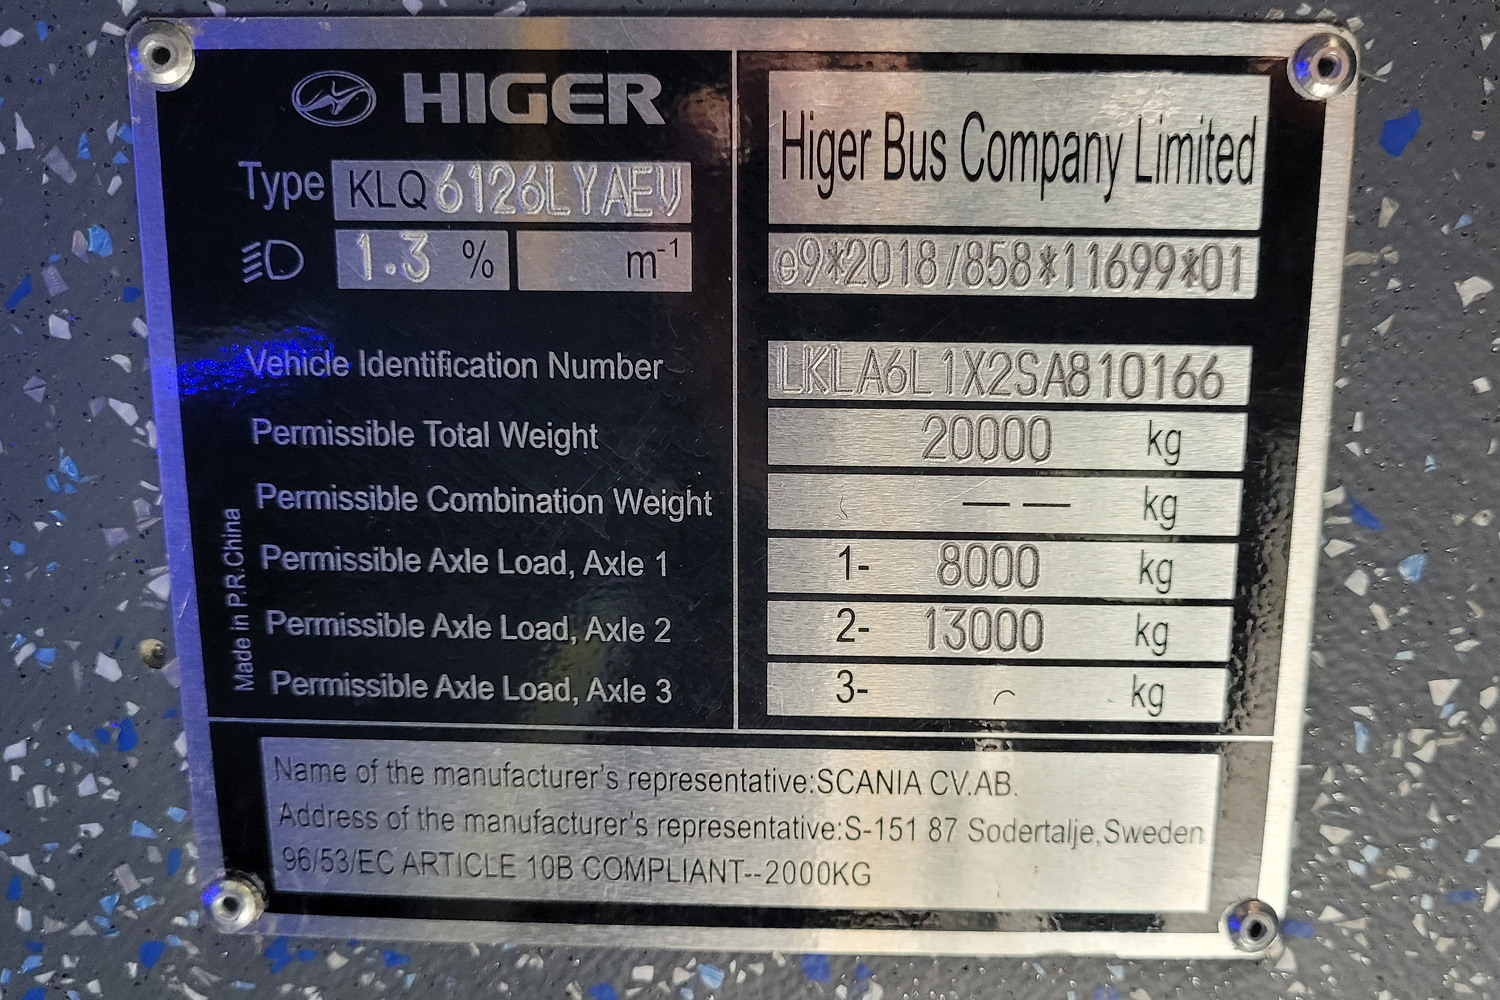 HIGER
Type KLQ6126LYAEV
1.3 % m⁻¹
Higer Bus Company Limited
e9*2018/858*11699*01
Vehicle Identification Number LKLA6L1X2SA810166
Permissible Total Weight 20000 kg
Permissible Combination Weight — — kg
Permissible Axle Load, Axle 1 1- 8000 kg
Permissible Axle Load, Axle 2 2- 13000 kg
Permissible Axle Load, Axle 3 3- kg
Made in P.R.China
Name of the manufacturer's representative:SCANIA CV.AB.
Address of the manufacturer's representative:S-151 87 Sodertalje,Sweden
96/53/EC ARTICLE 10B COMPLIANT--2000KG